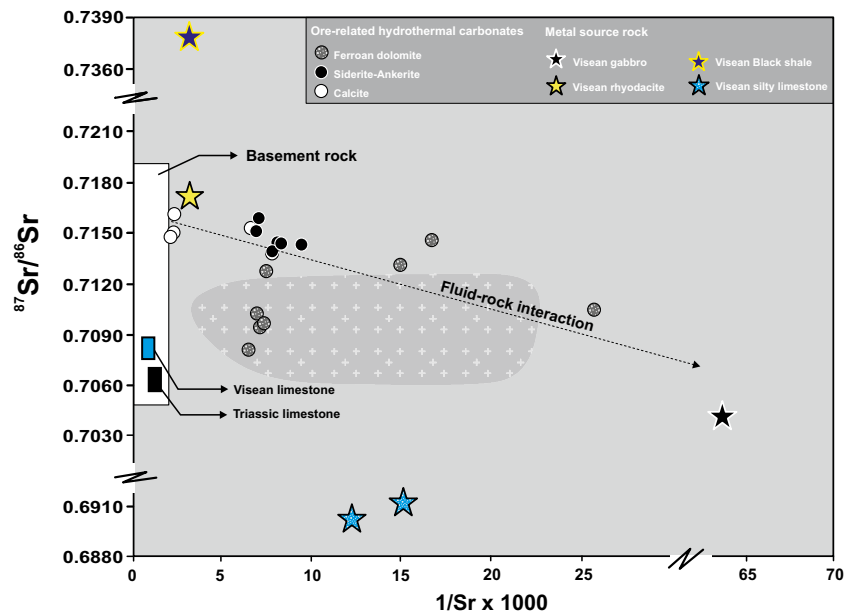 0.7390
0.7360
0.7210
0.7180
0.7150
0.7120
0.7090
0.7060
0.7030
0.6910
0.6880
87Sr/86Sr
Ore-related hydrothermal carbonates
Ferroan dolomite
Siderite-Ankerite
Calcite
Metal source rock
Visean gabbro
Visean rhyodacite
Visean Black shale
Visean silty limestone
Basement rock
Fluid-rock interaction
Visean limestone
Triassic limestone
0 5 10 15 20 25 65 70
1/Sr x 1000